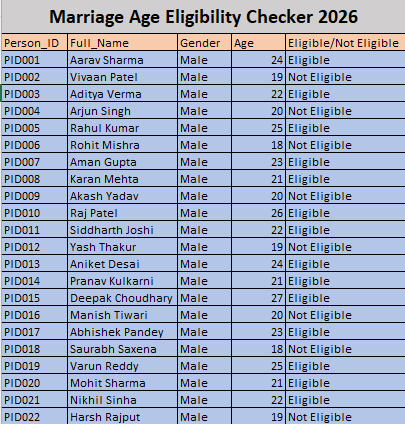 Marriage Age Eligibility Checker 2026
Person_ID Full_Name Gender Age Eligible/Not Eligible
PID001 Aarav Sharma Male 24 Eligible
PID002 Vivaan Patel Male 19 Not Eligible
PID003 Aditya Verma Male 22 Eligible
PID004 Arjun Singh Male 20 Not Eligible
PID005 Rahul Kumar Male 25 Eligible
PID006 Rohit Mishra Male 18 Not Eligible
PID007 Aman Gupta Male 23 Eligible
PID008 Karan Mehta Male 21 Eligible
PID009 Akash Yadav Male 20 Not Eligible
PID010 Raj Patel Male 26 Eligible
PID011 Siddharth Joshi Male 22 Eligible
PID012 Yash Thakur Male 19 Not Eligible
PID013 Aniket Desai Male 24 Eligible
PID014 Pranav Kulkarni Male 21 Eligible
PID015 Deepak Choudhary Male 27 Eligible
PID016 Manish Tiwari Male 20 Not Eligible
PID017 Abhishek Pandey Male 23 Eligible
PID018 Saurabh Saxena Male 18 Not Eligible
PID019 Varun Reddy Male 25 Eligible
PID020 Mohit Sharma Male 21 Eligible
PID021 Nikhil Sinha Male 22 Eligible
PID022 Harsh Rajput Male 19 Not Eligible